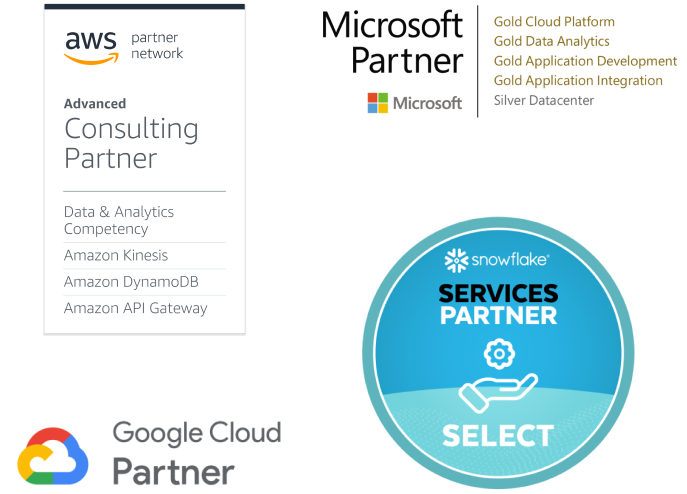 aws
partner
network
Advanced
Consulting
Partner
Data & Analytics
Competency
Amazon Kinesis
Amazon DynamoDB
Amazon API Gateway
Microsoft
Partner
Microsoft
Gold Cloud Platform
Gold Data Analytics
Gold Application Development
Gold Application Integration
Silver Datacenter
snowflake®
SERVICES
PARTNER
SELECT
Google Cloud
Partner